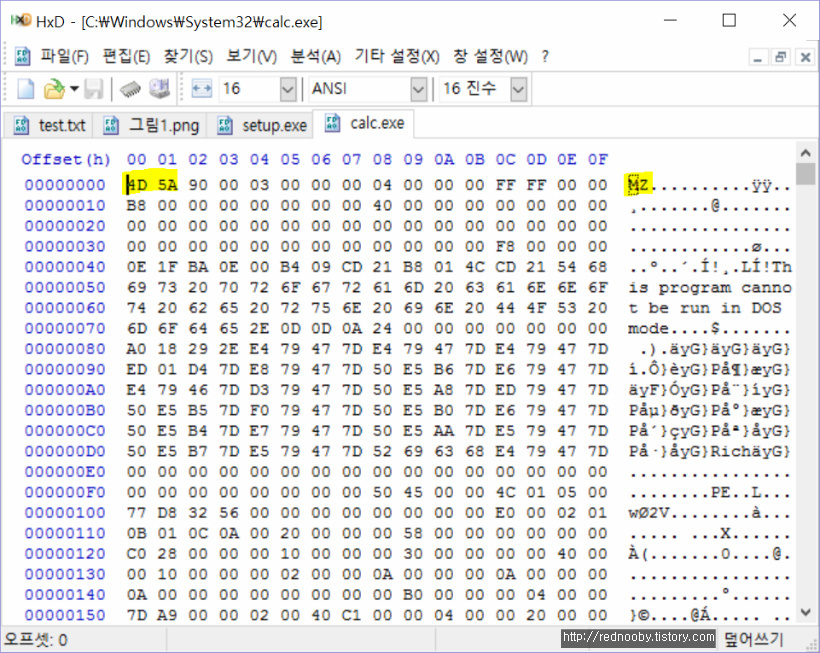 HxD - [C:₩Windows₩System32₩calc.exe]
파일(F) 편집(E) 찾기(S) 보기(V) 분석(A) 기타 설정(X) 창 설정(W) ?
16 ANSI 16 진수
test.txt 그림1.png setup.exe calc.exe
Offset(h) 00 01 02 03 04 05 06 07 08 09 0A 0B 0C 0D 0E 0F
00000000 4D 5A 90 00 03 00 00 00 04 00 00 00 FF FF 00 00 MZ..........ÿÿ..
00000010 B8 00 00 00 00 00 00 00 40 00 00 00 00 00 00 00 ¸.......@.......
00000020 00 00 00 00 00 00 00 00 00 00 00 00 00 00 00 00 ................
00000030 00 00 00 00 00 00 00 00 00 00 00 00 F8 00 00 00 ............ø...
00000040 0E 1F BA 0E 00 B4 09 CD 21 B8 01 4C CD 21 54 68 ..º..´.Í!¸.LÍ!Th
00000050 69 73 20 70 72 6F 67 72 61 6D 20 63 61 6E 6E 6F is program canno
00000060 74 20 62 65 20 72 75 6E 20 69 6E 20 44 4F 53 20 t be run in DOS
00000070 6D 6F 64 65 2E 0D 0D 0A 24 00 00 00 00 00 00 00 mode....$.......
00000080 A0 18 29 2E E4 79 47 7D E4 79 47 7D E4 79 47 7D .).äyG}äyG}äyG}
00000090 ED 01 D4 7D E8 79 47 7D 50 E5 B6 7D E6 79 47 7D í.Ô}èyG}På¶}æyG}
000000A0 E4 79 46 7D D3 79 47 7D 50 E5 A8 7D ED 79 47 7D äyF}ÓyG}På¨}íyG}
000000B0 50 E5 B5 7D F0 79 47 7D 50 E5 B0 7D E6 79 47 7D Påµ}ðyG}På°}æyG}
000000C0 50 E5 B4 7D E7 79 47 7D 50 E5 AA 7D E5 79 47 7D På´}çyG}Påª}åyG}
000000D0 50 E5 B7 7D E5 79 47 7D 52 69 63 68 E4 79 47 7D På·}åyG}RichäyG}
000000E0 00 00 00 00 00 00 00 00 00 00 00 00 00 00 00 00 ................
000000F0 00 00 00 00 00 00 00 00 50 45 00 00 4C 01 05 00 ........PE..L...
00000100 77 D8 32 56 00 00 00 00 00 00 00 00 E0 00 02 01 wØ2V........à...
00000110 0B 01 0C 0A 00 20 00 00 00 58 00 00 00 00 00 00 ..... ...X......
00000120 C0 28 00 00 00 10 00 00 00 30 00 00 00 00 40 00 À(.......0....@.
00000130 00 10 00 00 00 02 00 00 0A 00 00 00 0A 00 00 00 ................
00000140 0A 00 00 00 00 00 00 00 00 B0 00 00 00 04 00 00 .........°......
00000150 7D A9 00 00 02 00 40 C1 00 00 04 00 00 20 00 00 }©....@Á..... ..
오프셋: 0 http://rednooby.tistory.com 덮어쓰기